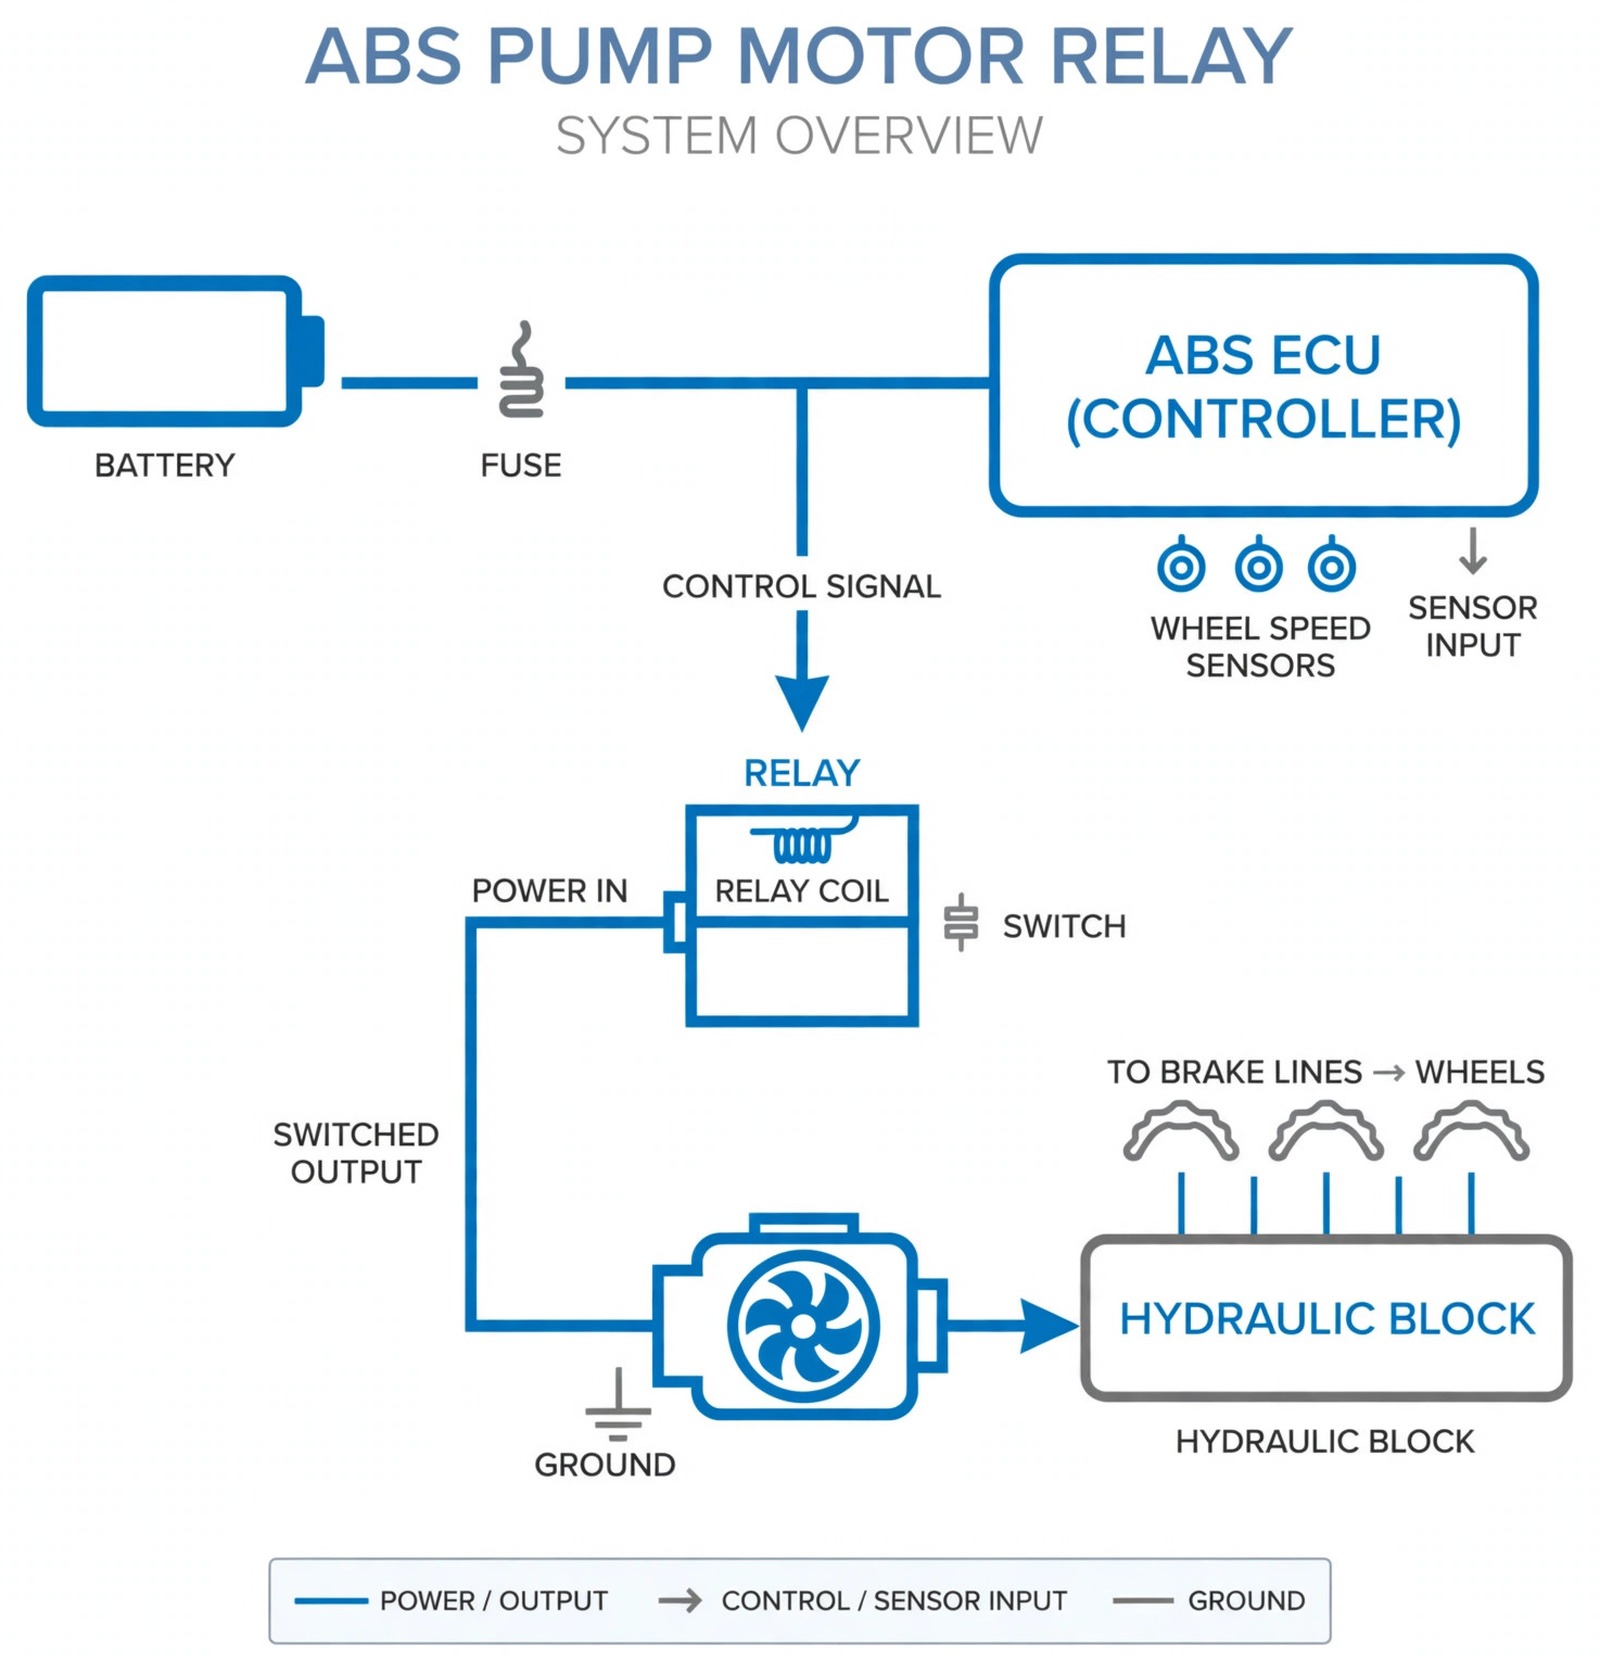 ABS PUMP MOTOR RELAY
SYSTEM OVERVIEW
BATTERY
FUSE
ABS ECU
(CONTROLLER)
CONTROL SIGNAL
WHEEL SPEED
SENSORS
SENSOR
INPUT
RELAY
POWER IN
RELAY COIL
SWITCH
SWITCHED
OUTPUT
TO BRAKE LINES → WHEELS
HYDRAULIC BLOCK
HYDRAULIC BLOCK
GROUND
POWER / OUTPUT
CONTROL / SENSOR INPUT
GROUND